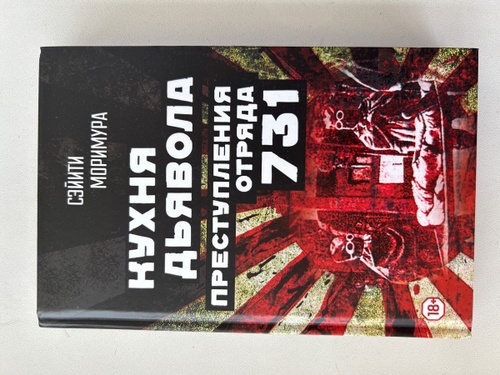 СЭЙИТИ
МОРИМУРА
КУХНЯ
ДЬЯВОЛА
ПРЕСТУПЛЕНИЯ
ОТРЯДА
731
18+